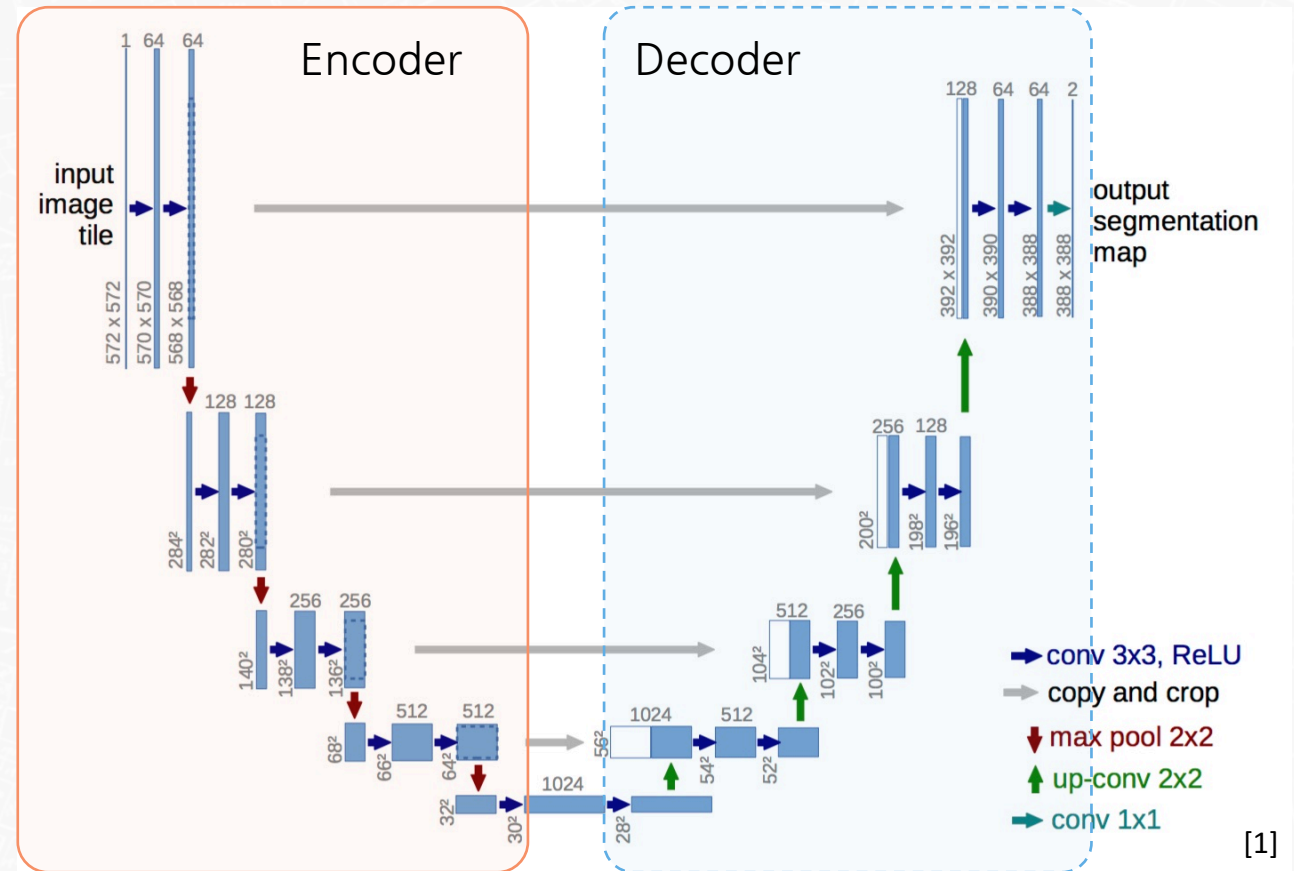 Encoder
Decoder
1 64 64
input
image
tile
572 x 572
570 x 570
568 x 568
128 64 64 2
output
segmentation
map
392 x 392
390 x 390
388 x 388
388 x 388
128 128
284²
282²
280²
256 128
200²
198²
196²
256 256
140²
138²
136²
512 256
104²
102²
100²
512 512
68²
66²
64²
1024 512
56²
54²
52²
1024
32²
30²
28²
conv 3x3, ReLU
copy and crop
max pool 2x2
up-conv 2x2
conv 1x1
[1]